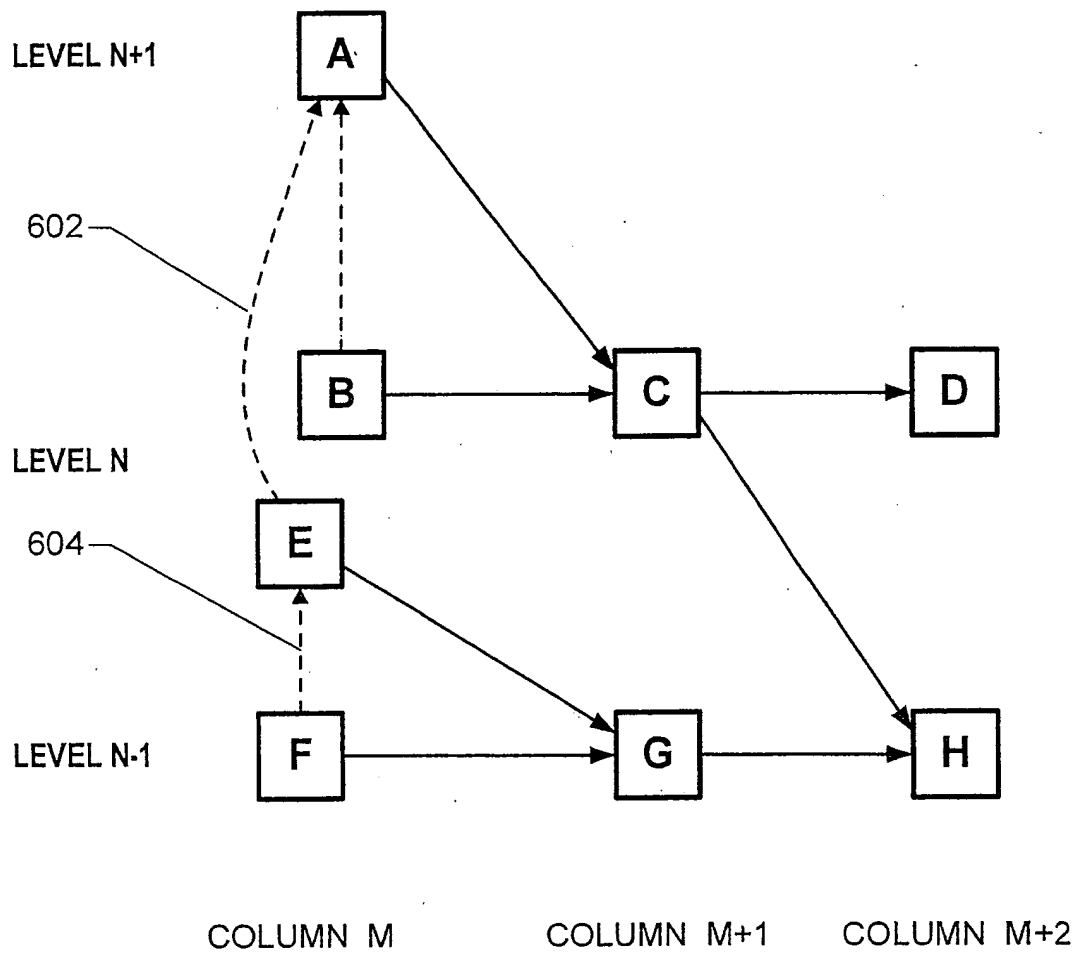 LEVEL N+1
A
602
B
C
D
LEVEL N
E
604
F
G
H
LEVEL N-1
COLUMN M
COLUMN M+1
COLUMN M+2